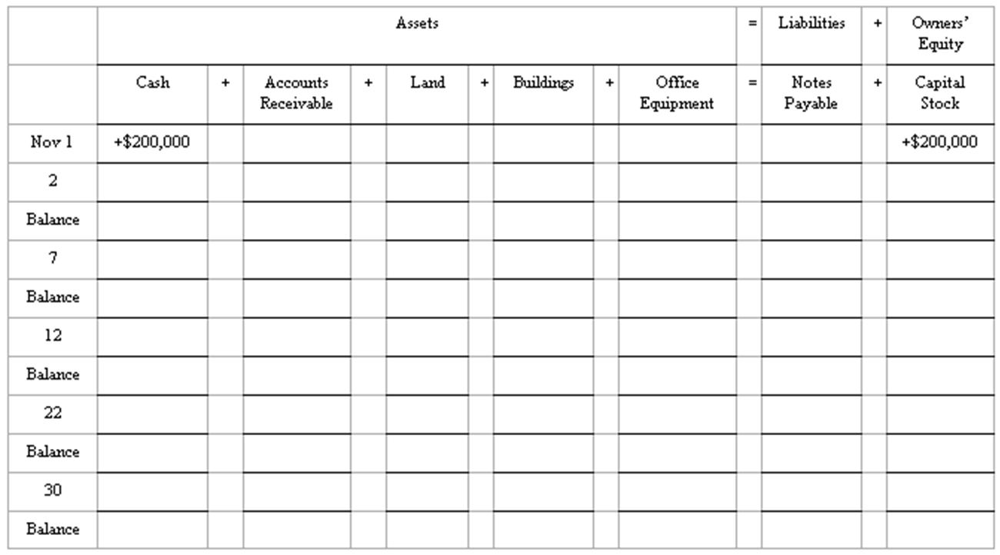 Assets = Liabilities + Owners' Equity
Cash + Accounts Receivable + Land + Buildings + Office Equipment = Notes Payable + Capital Stock
Nov 1 +$200,000 +$200,000
2
Balance
7
Balance
12
Balance
22
Balance
30
Balance